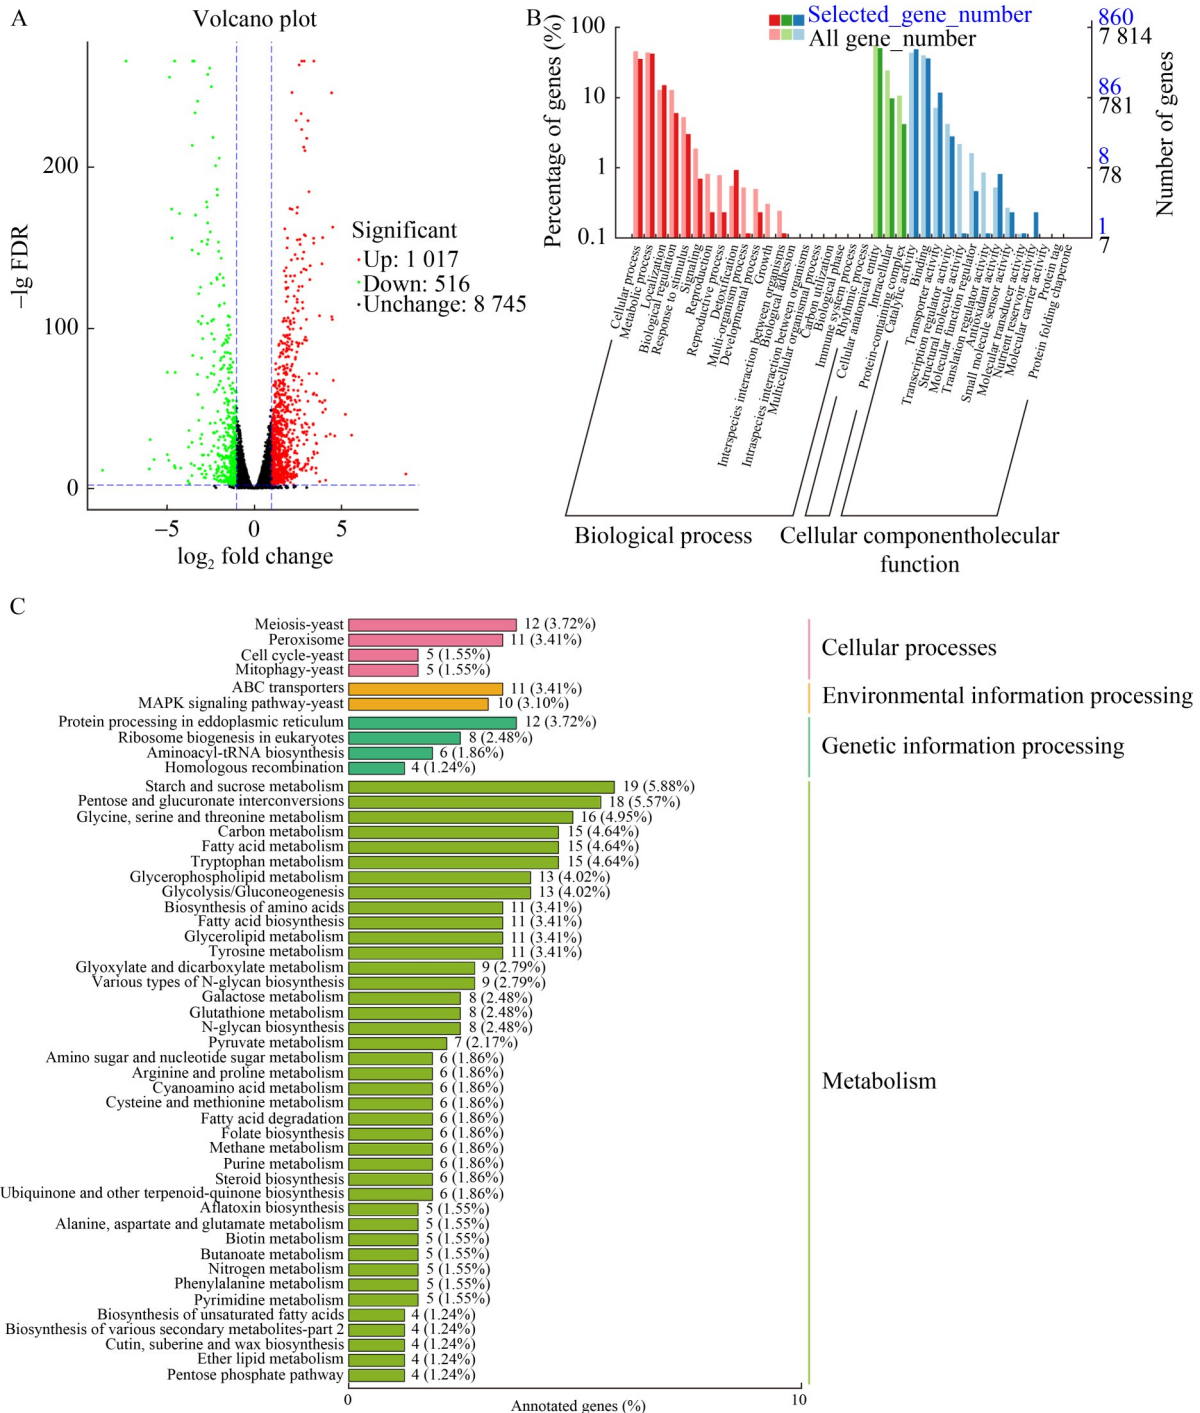 A
Volcano plot
−lg FDR
200
100
0
−5
0
5
log2 fold change
Significant
Up: 1 017
Down: 516
Unchange: 8 745
B
Selected_gene_number
All gene_number
Percentage of genes (%)
100
10
1
0.1
860
7 814
86
781
8
78
1
7
Number of genes
Cellular process
Metabolic process
Localization
Biological regulation
Response to stimulus
Signaling
Reproduction
Reproductive process
Detoxification
Multi-organism process
Developmental process
Growth
Interspecies interaction between organisms
Biological adhesion
Intraspecies interaction between organisms
Multicellular organismal process
Carbon utilization
Biological phase
Immune system process
Rhythmic process
Cellular anatomical entity
Intracellular
Protein-containing complex
Catalytic activity
Binding
Transporter activity
Transcription regulator activity
Structural molecule activity
Molecular function regulator
Translation regulator activity
Antioxidant activity
Small molecule sensor activity
Molecular transducer activity
Nutrient reservoir activity
Molecular carrier activity
Protein tag
Protein folding chaperone
Biological process
Cellular componentholecular
function
C
Meiosis-yeast 12 (3.72%)
Peroxisome 11 (3.41%)
Cell cycle-yeast 5 (1.55%)
Mitophagy-yeast 5 (1.55%)
Cellular processes
ABC transporters 11 (3.41%)
MAPK signaling pathway-yeast 10 (3.10%)
Environmental information processing
Protein processing in eddoplasmic reticulum 12 (3.72%)
Ribosome biogenesis in eukaryotes 8 (2.48%)
Aminoacyl-tRNA biosynthesis 6 (1.86%)
Homologous recombination 4 (1.24%)
Genetic information processing
Starch and sucrose metabolism 19 (5.88%)
Pentose and glucuronate interconversions 18 (5.57%)
Glycine, serine and threonine metabolism 16 (4.95%)
Carbon metabolism 15 (4.64%)
Fatty acid metabolism 15 (4.64%)
Tryptophan metabolism 15 (4.64%)
Glycerophospholipid metabolism 13 (4.02%)
Glycolysis/Gluconeogenesis 13 (4.02%)
Biosynthesis of amino acids 11 (3.41%)
Fatty acid biosynthesis 11 (3.41%)
Glycerolipid metabolism 11 (3.41%)
Tyrosine metabolism 11 (3.41%)
Glyoxylate and dicarboxylate metabolism 9 (2.79%)
Various types of N-glycan biosynthesis 9 (2.79%)
Galactose metabolism 8 (2.48%)
Glutathione metabolism 8 (2.48%)
N-glycan biosynthesis 8 (2.48%)
Pyruvate metabolism 7 (2.17%)
Amino sugar and nucleotide sugar metabolism 6 (1.86%)
Arginine and proline metabolism 6 (1.86%)
Cyanoamino acid metabolism 6 (1.86%)
Cysteine and methionine metabolism 6 (1.86%)
Fatty acid degradation 6 (1.86%)
Folate biosynthesis 6 (1.86%)
Methane metabolism 6 (1.86%)
Purine metabolism 6 (1.86%)
Steroid biosynthesis 6 (1.86%)
Ubiquinone and other terpenoid-quinone biosynthesis 6 (1.86%)
Aflatoxin biosynthesis 5 (1.55%)
Alanine, aspartate and glutamate metabolism 5 (1.55%)
Biotin metabolism 5 (1.55%)
Butanoate metabolism 5 (1.55%)
Nitrogen metabolism 5 (1.55%)
Phenylalanine metabolism 5 (1.55%)
Pyrimidine metabolism 5 (1.55%)
Biosynthesis of unsaturated fatty acids 4 (1.24%)
Biosynthesis of various secondary metabolites-part 2 4 (1.24%)
Cutin, suberine and wax biosynthesis 4 (1.24%)
Ether lipid metabolism 4 (1.24%)
Pentose phosphate pathway 4 (1.24%)
Metabolism
0
10
Annotated genes (%)